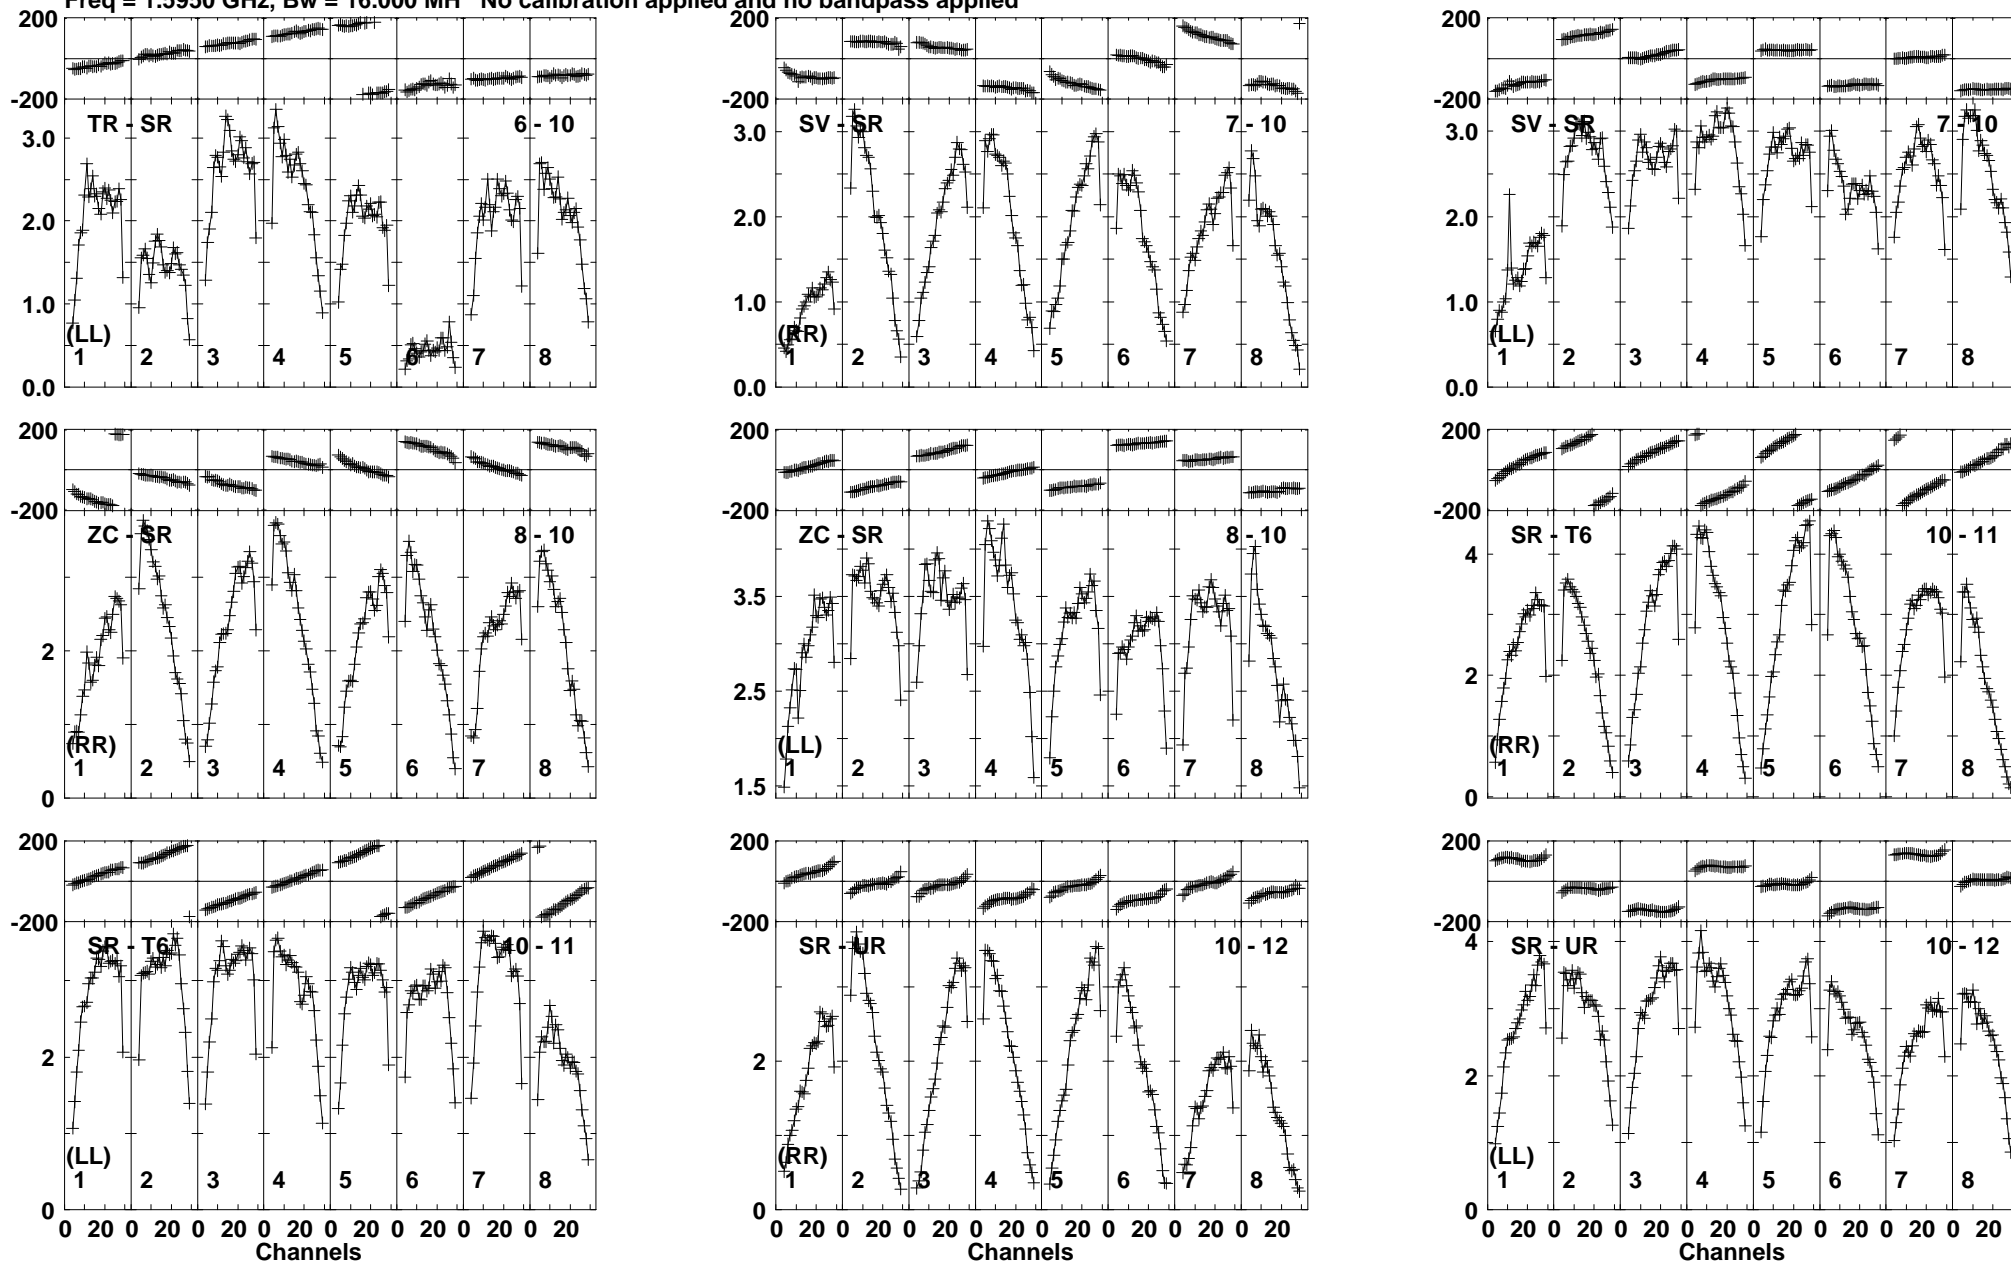 Freq = 1.5950 GHz, Bw = 16.000 MH No calibration applied and no bandpass applied
200
-200
TR - SR 6 - 10
3.0
2.0
1.0
0.0
(LL)
1 2 3 4 5 6 7 8
200
-200
SV - SR 7 - 10
3.0
2.0
1.0
0.0
(RR)
1 2 3 4 5 6 7 8
200
-200
SV - SR 7 - 10
3.0
2.0
1.0
0.0
(LL)
1 2 3 4 5 6 7 8
200
-200
ZC - SR 8 - 10
2
0
(RR)
1 2 3 4 5 6 7 8
200
-200
ZC - SR 8 - 10
3.5
2.5
1.5
(LL)
1 2 3 4 5 6 7 8
200
-200
SR - T6 10 - 11
4
2
0
(RR)
1 2 3 4 5 6 7 8
200
-200
SR - T6 10 - 11
2
0
(LL)
1 2 3 4 5 6 7 8
0 20 0 20 0 20 0 20 0 20 0 20 0 20 0 20
Channels
200
-200
SR - UR 10 - 12
2
0
(RR)
1 2 3 4 5 6 7 8
0 20 0 20 0 20 0 20 0 20 0 20 0 20 0 20
Channels
200
-200
SR - UR 10 - 12
4
2
0
(LL)
1 2 3 4 5 6 7 8
0 20 0 20 0 20 0 20 0 20 0 20 0 20 0 20
Channels